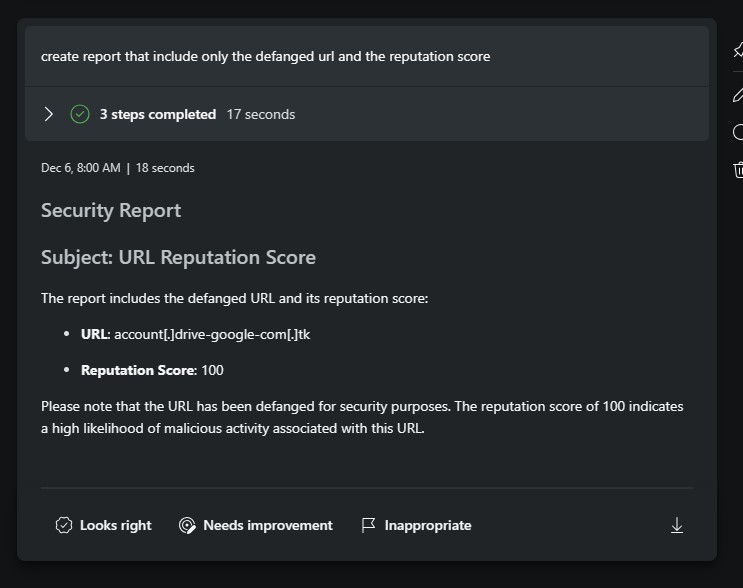 create report that include only the defanged url and the reputation score
3 steps completed 17 seconds
Dec 6, 8:00 AM | 18 seconds
Security Report
Subject: URL Reputation Score
The report includes the defanged URL and its reputation score:
• URL: account[.]drive-google-com[.]tk
• Reputation Score: 100
Please note that the URL has been defanged for security purposes. The reputation score of 100 indicates
a high likelihood of malicious activity associated with this URL.
Looks right Needs improvement Inappropriate